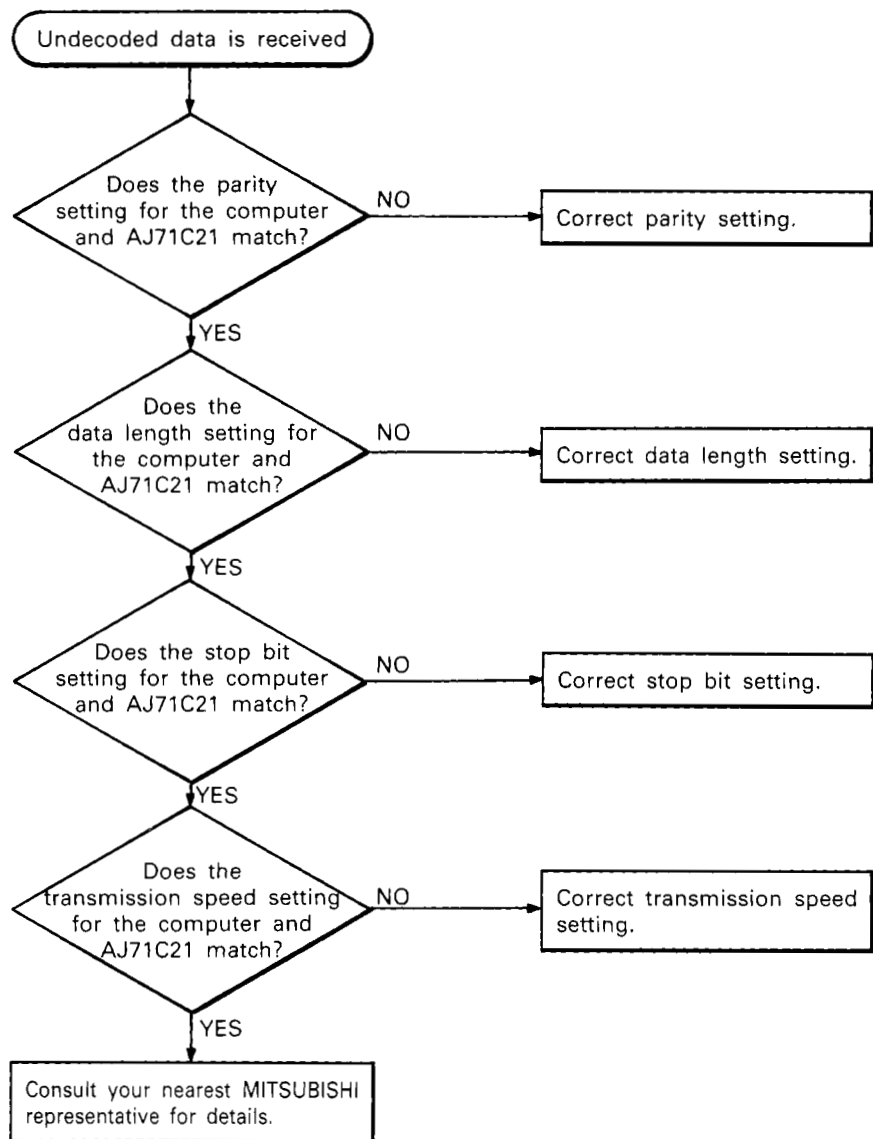 Undecoded data is received
Does the parity
setting for the computer
and AJ71C21 match?
NO
Correct parity setting.
YES
Does the
data length setting for
the computer and
AJ71C21 match?
NO
Correct data length setting.
YES
Does the stop bit
setting for the computer
and AJ71C21 match?
NO
Correct stop bit setting.
YES
Does the
transmission speed setting
for the computer and
AJ71C21 match?
NO
Correct transmission speed
setting.
YES
Consult your nearest MITSUBISHI
representative for details.